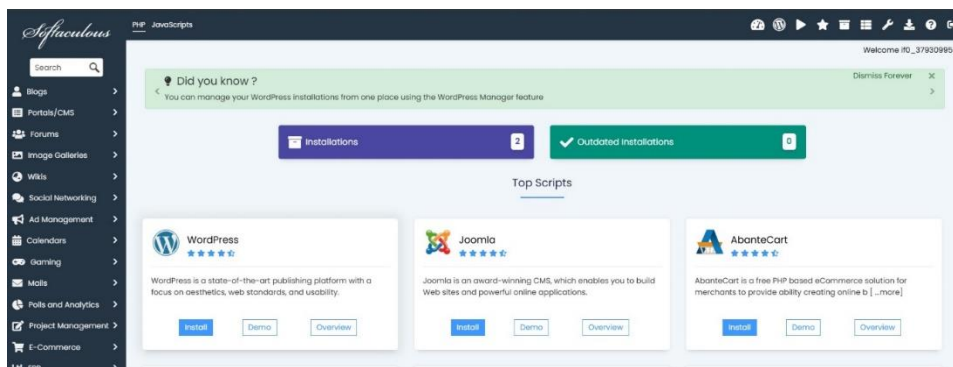 Softaculous
PHP JavaScripts
Welcome if0_37930995
Search
Blogs
Portals/CMS
Forums
Image Galleries
Wikis
Social Networking
Ad Management
Calendars
Gaming
Mails
Polls and Analytics
Project Management
E-Commerce
ERP
Did you know ?
Dismiss Forever X
You can manage your WordPress installations from one place using the WordPress Manager feature
Installations 2
Outdated Installations 0
Top Scripts
WordPress
WordPress is a state-of-the-art publishing platform with a
focus on aesthetics, web standards, and usability.
Install Demo Overview
Joomla
Joomla is an award-winning CMS, which enables you to build
Web sites and powerful online applications.
Install Demo Overview
AbanteCart
AbanteCart is a free PHP based eCommerce solution for
merchants to provide ability creating online b [ ...more]
Install Demo Overview